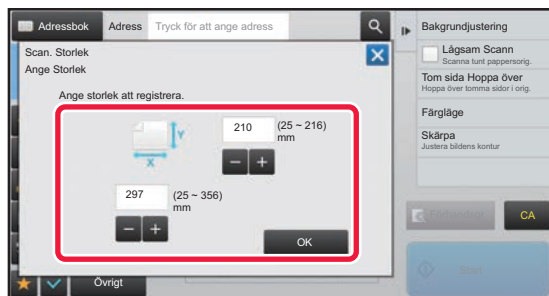 Adressbok Adress Tryck för att ange adress
Scan. Storlek
Ange Storlek
Ange storlek att registrera.
Y
X
210 (25 ~ 216)
mm
297 (25 ~ 356)
mm
OK
Övrigt
Bakgrundjustering
Lågsam Scann
Scanna tunt pappersorig.
Tom sida Hoppa över
Hoppa över tomma sidor i orig.
Färgläge
Skärpa
Justera bildens kontur
CA
Start